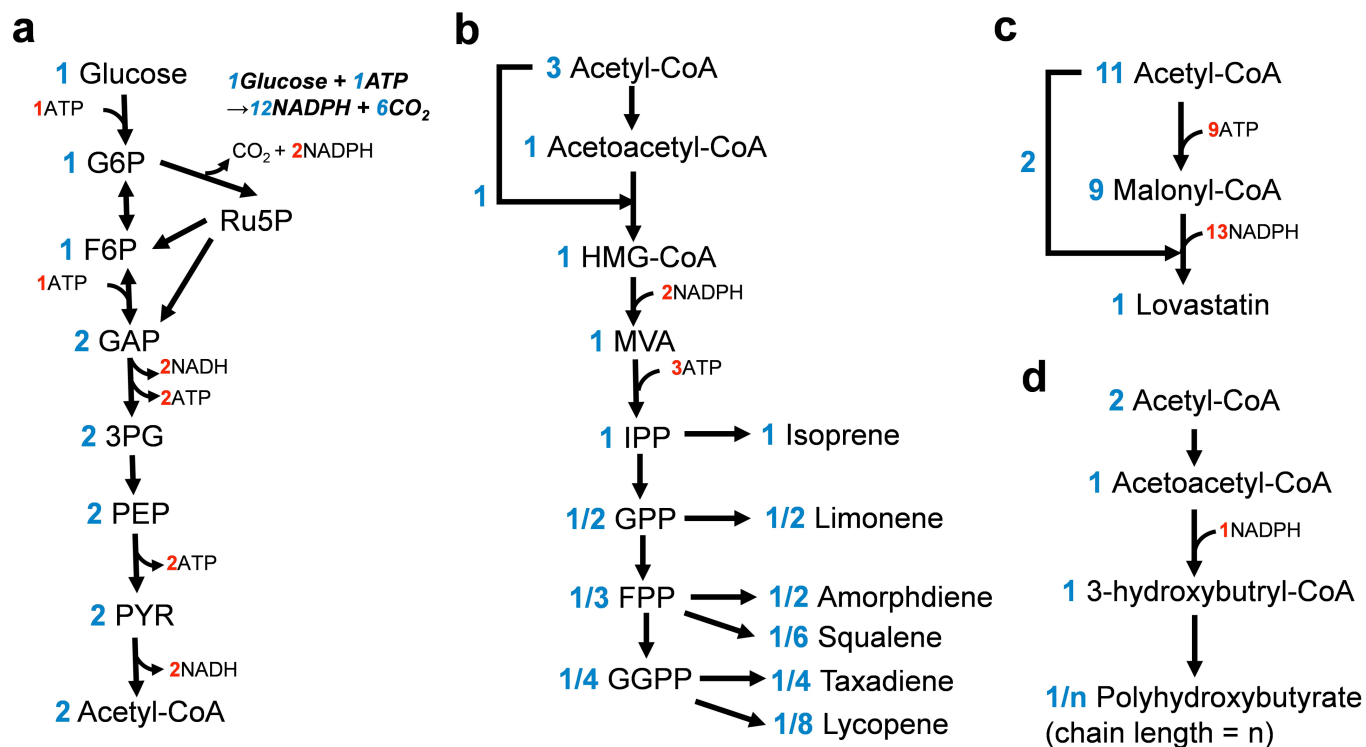 a
1 Glucose
1ATP
1Glucose + 1ATP
→12NADPH + 6CO₂
1 G6P
CO₂ + 2NADPH
Ru5P
1 F6P
1ATP
2 GAP
2NADH
2ATP
2 3PG
2 PEP
2ATP
2 PYR
2NADH
2 Acetyl-CoA
b
3 Acetyl-CoA
1 Acetoacetyl-CoA
1
1 HMG-CoA
2NADPH
1 MVA
3ATP
1 IPP
1 Isoprene
1/2 GPP
1/2 Limonene
1/3 FPP
1/2 Amorphdiene
1/6 Squalene
1/4 GGPP
1/4 Taxadiene
1/8 Lycopene
c
11 Acetyl-CoA
9ATP
2
9 Malonyl-CoA
13NADPH
1 Lovastatin
d
2 Acetyl-CoA
1 Acetoacetyl-CoA
1NADPH
1 3-hydroxybutryl-CoA
1/n Polyhydroxybutyrate
(chain length = n)